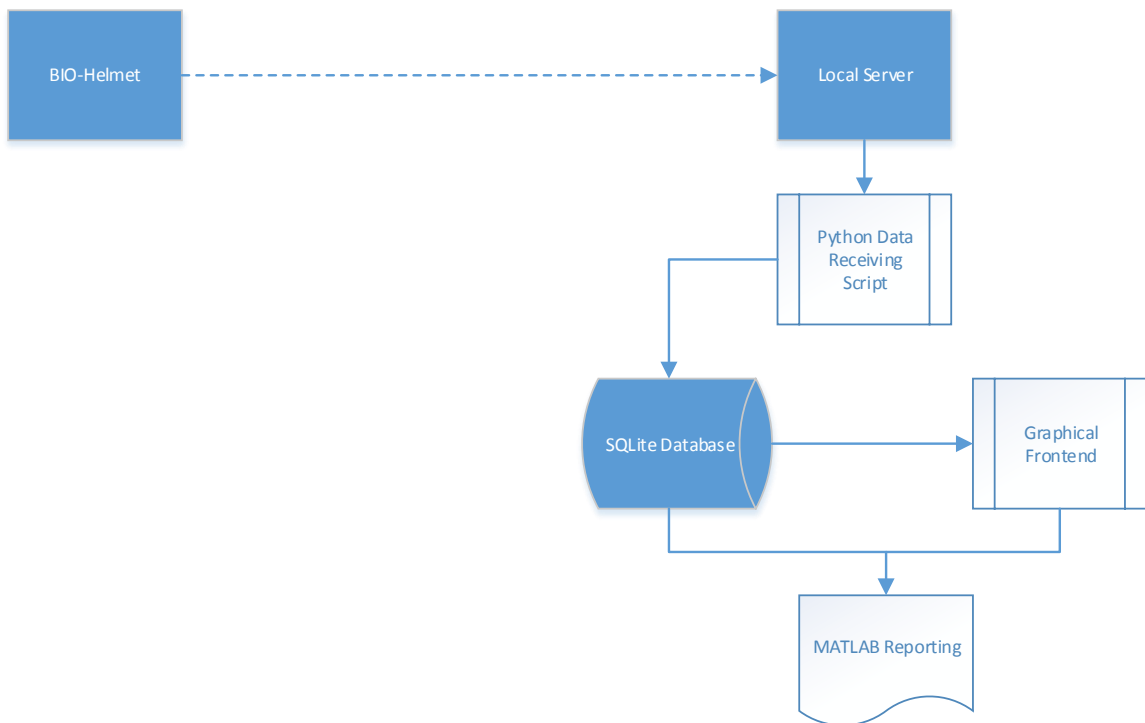 BIO-Helmet
Local Server
Python Data
Receiving
Script
SQLite Database
Graphical
Frontend
MATLAB Reporting